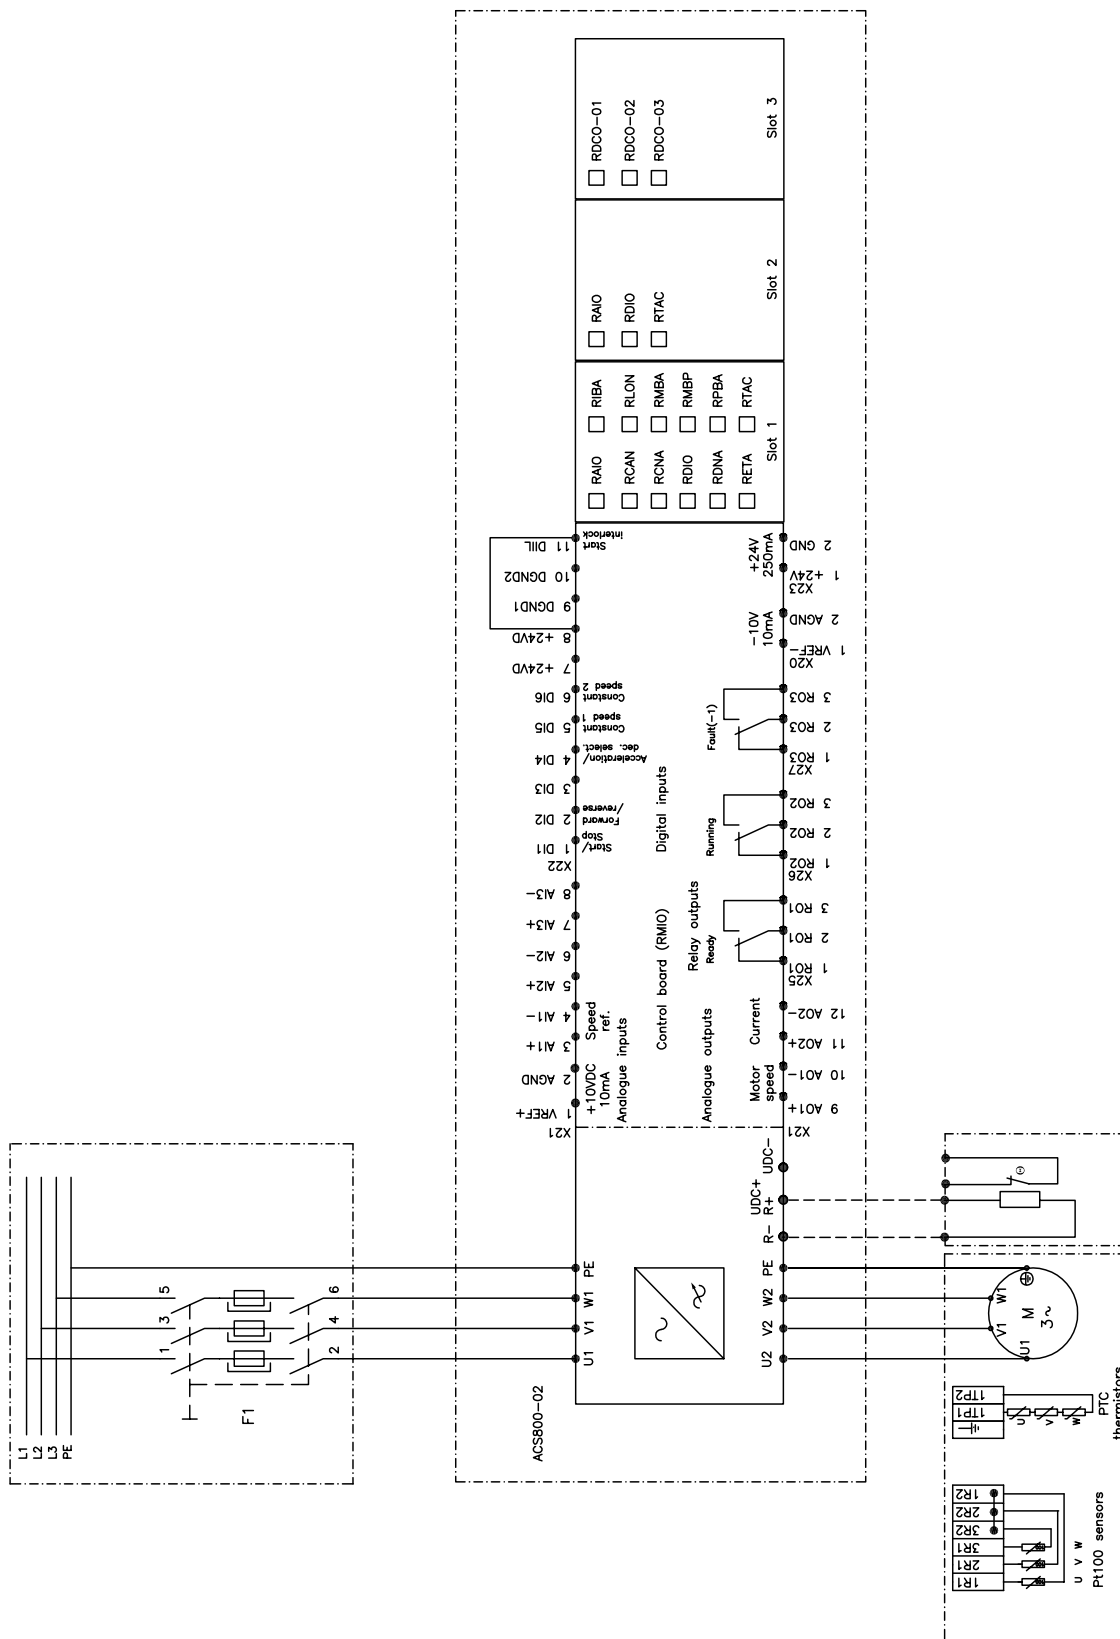 RDCO-01
RDCO-02
RDCO-03
Slot 3
RAIO
RDIO
RTAC
Slot 2
RAIO
RCAN
RCNA
RDIO
RDNA
RETA
RIBA
RLON
RMBA
RMBP
RPBA
RTAC
Slot 1
X22
1 DI1
2 DI2
3 DI3
4 DI4
5 DI5
6 DI6
7 +24VD
8 +24VD
9 DGND1
10 DGND2
11 DIIL
Start/
Stop
Forward
/reverse
Acceleration/
dec. select.
Constant
speed 1
Constant
speed 2
Start
interlock
Digital inputs
X21
1 VREF+
2 AGND
3 AI1+
4 AI1-
5 AI2+
6 AI2-
7 AI3+
8 AI3-
+10VDC
10mA
Speed
ref.
Analogue inputs
Control board (RMIO)
Analogue outputs
Relay outputs
Motor
speed
Current
Ready
Running
Fault(-1)
-10V
10mA
+24V
250mA
X21
9 AO1+
10 AO1-
11 AO2+
12 AO2-
X25
1 RO1
2 RO1
3 RO1
X26
1 RO2
2 RO2
3 RO2
X27
1 RO3
2 RO3
3 RO3
X20
1 VREF-
2 AGND
X23
1 +24V
2 GND
L1
L2
L3
PE
F1
1
3
5
2
4
6
ACS800-02
U1
V1
W1
PE
U2
V2
W2
PE
R-
UDC+
R+
UDC-
Θ
U1
V1
W1
M
3~
1TP1
1TP2
U
V
W
PTC
thermistors
1R1
2R1
3R1
3R2
2R2
1R2
U V W
Pt100 sensors